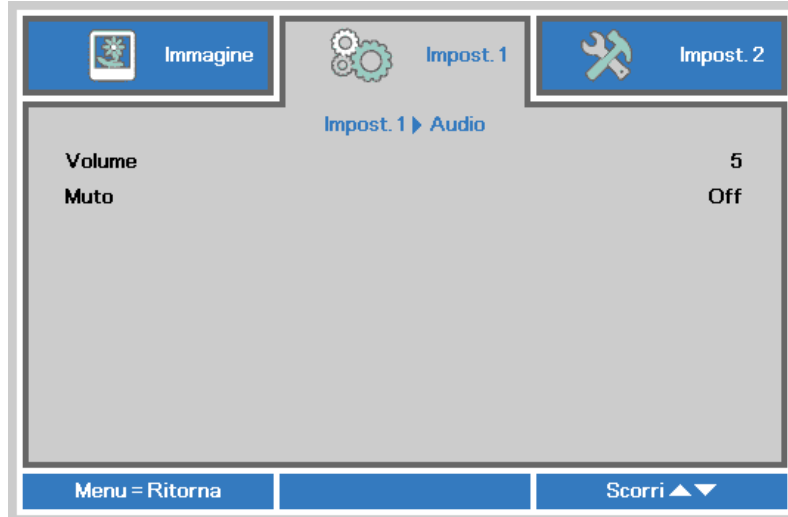 Immagine
Impost. 1
Impost. 2
Impost. 1 ▶ Audio
Volume 5
Muto Off
Menu = Ritorna
Scorri ▲▼